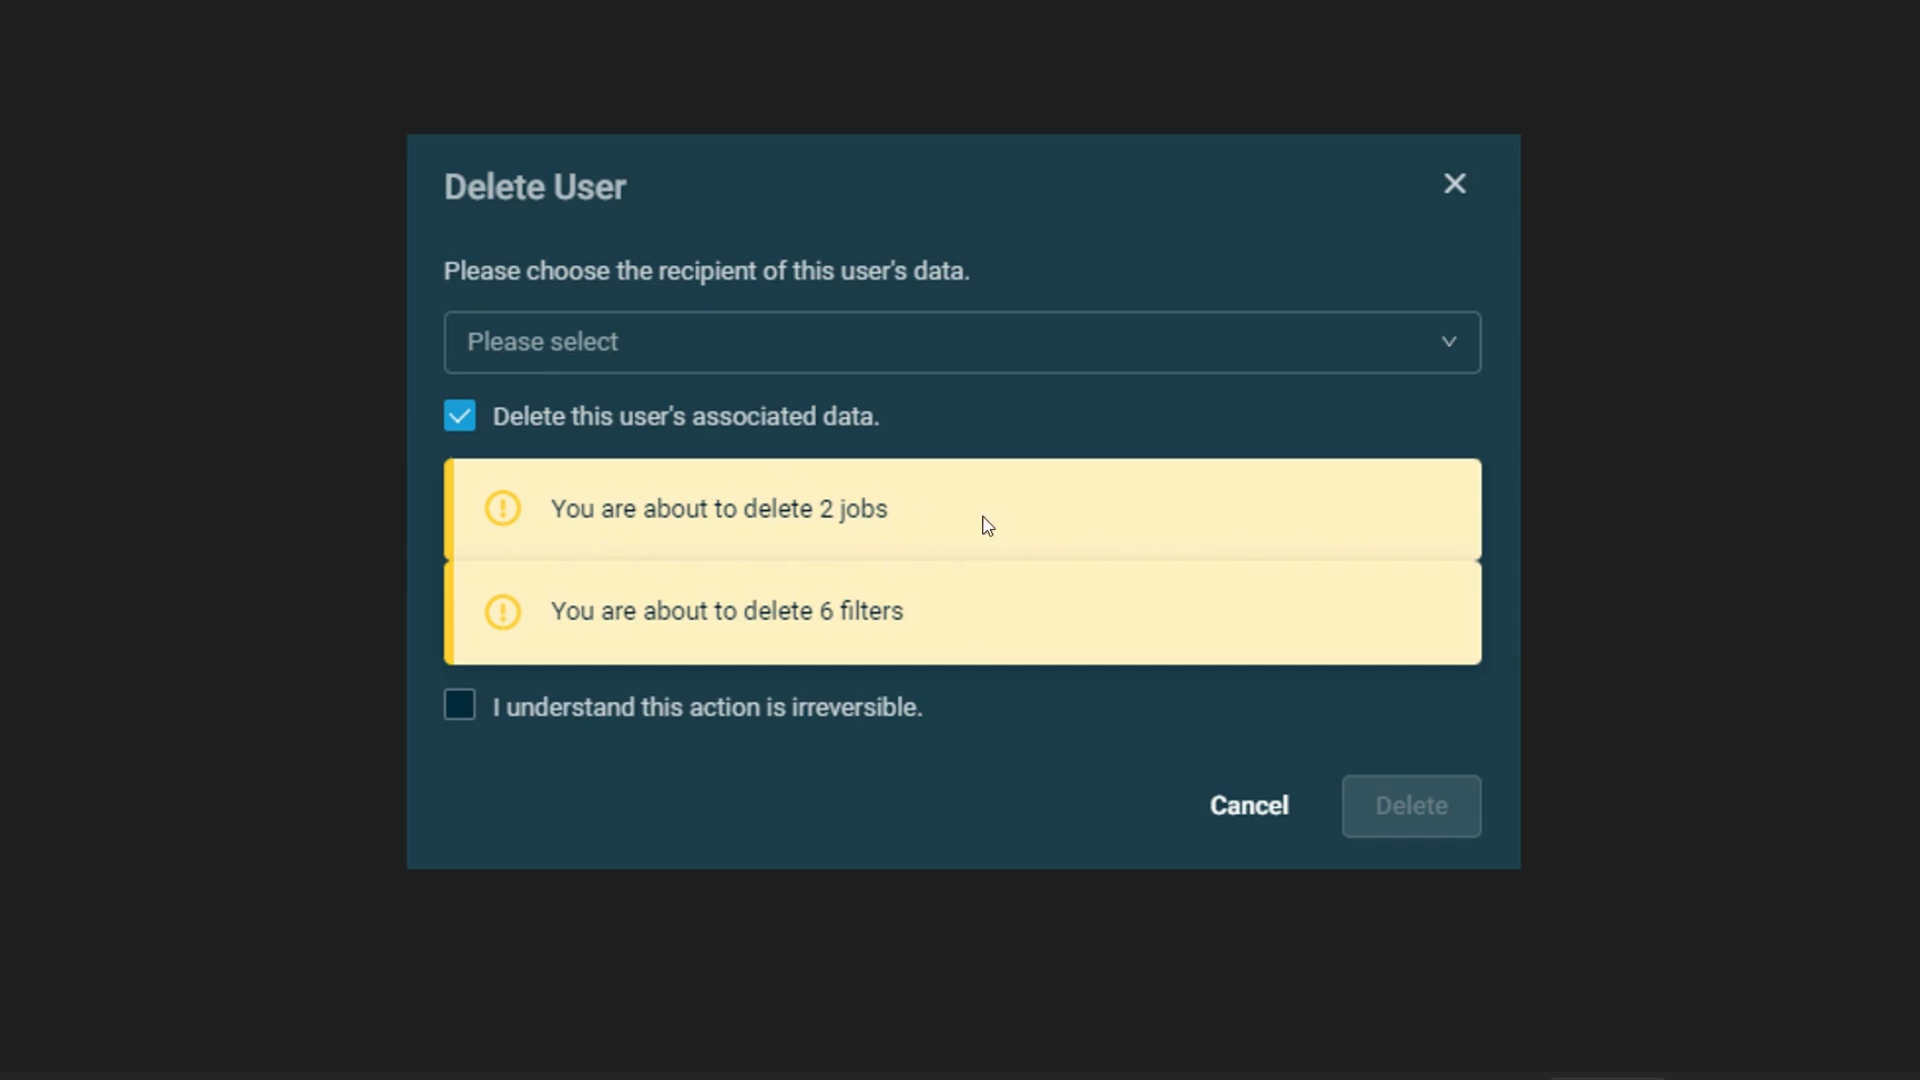 Delete User
Please choose the recipient of this user's data.
Please select
Delete this user's associated data.
You are about to delete 2 jobs
You are about to delete 6 filters
I understand this action is irreversible.
Cancel
Delete